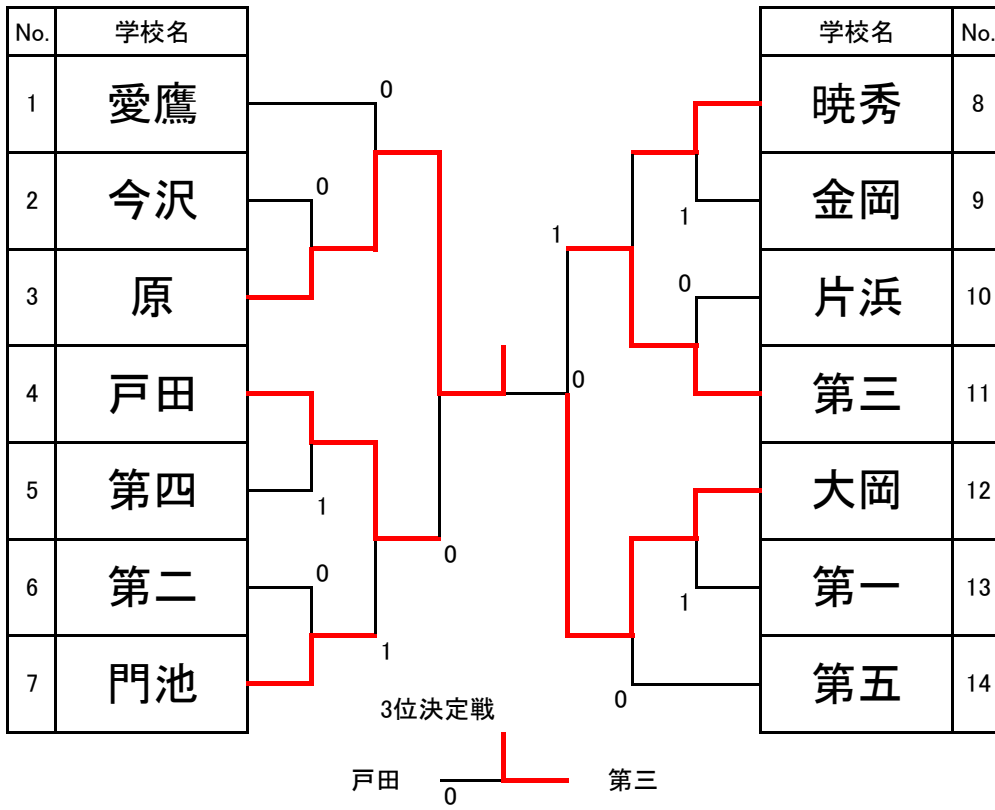 No. 学校名
1 愛鷹
2 今沢
3 原
4 戸田
5 第四
6 第二
7 門池
0
0
1
0
0
1
学校名 No.
暁秀 8
金岡 9
片浜 10
第三 11
大岡 12
第一 13
第五 14
1
1
0
0
1
0
3位決定戦
戸田 第三
0